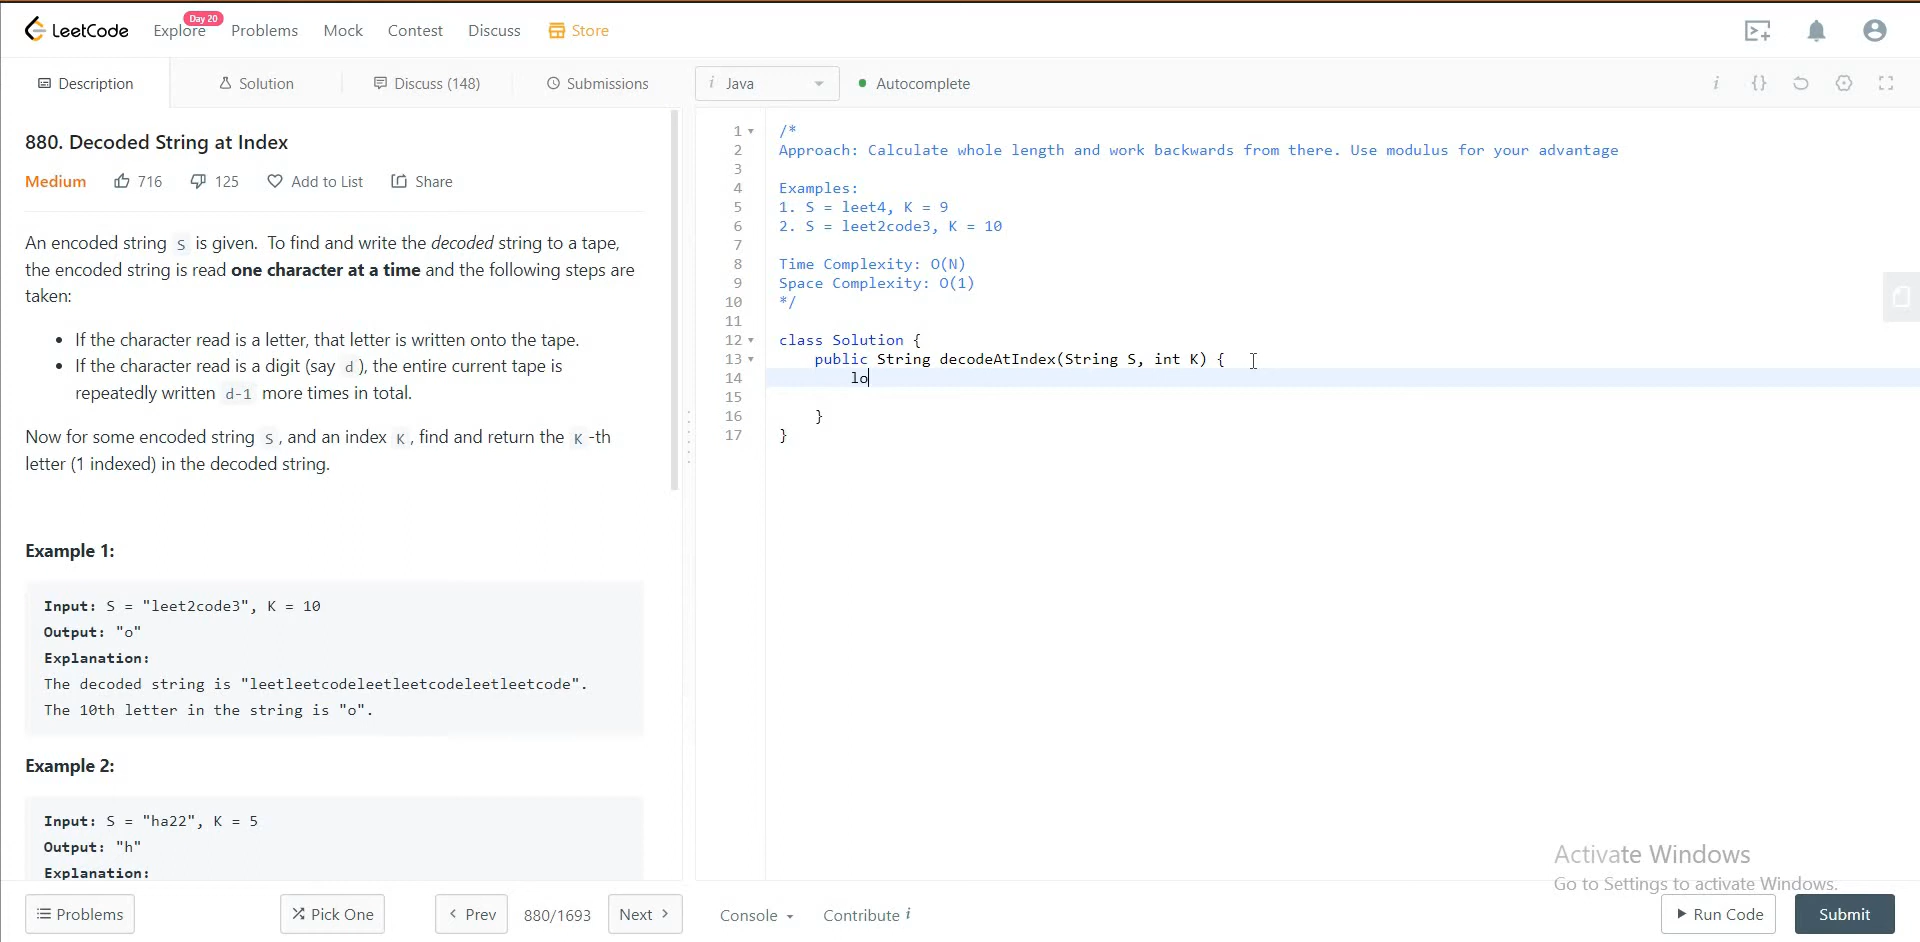 LeetCode Explore Day 20 Problems Mock Contest Discuss Store
Description Solution Discuss (148) Submissions i Java Autocomplete i {}
880. Decoded String at Index
Medium 716 125 Add to List Share
An encoded string S is given. To find and write the decoded string to a tape,
the encoded string is read one character at a time and the following steps are
taken:
• If the character read is a letter, that letter is written onto the tape.
• If the character read is a digit (say d ), the entire current tape is
repeatedly written d-1 more times in total.
Now for some encoded string S , and an index K , find and return the K -th
letter (1 indexed) in the decoded string.
Example 1:
Input: S = "leet2code3", K = 10
Output: "o"
Explanation:
The decoded string is "leetleetcodeleetleetcodeleetleetcode".
The 10th letter in the string is "o".
Example 2:
Input: S = "ha22", K = 5
Output: "h"
Explanation:
1 /*
2 Approach: Calculate whole length and work backwards from there. Use modulus for your advantage
3
4 Examples:
5 1. S = leet4, K = 9
6 2. S = leet2code3, K = 10
7
8 Time Complexity: O(N)
9 Space Complexity: O(1)
10 */
11
12 class Solution {
13 public String decodeAtIndex(String S, int K) {
14 lo
15
16 }
17 }
Activate Windows
Go to Settings to activate Windows.
Problems Pick One Prev 880/1693 Next Console Contribute i Run Code Submit